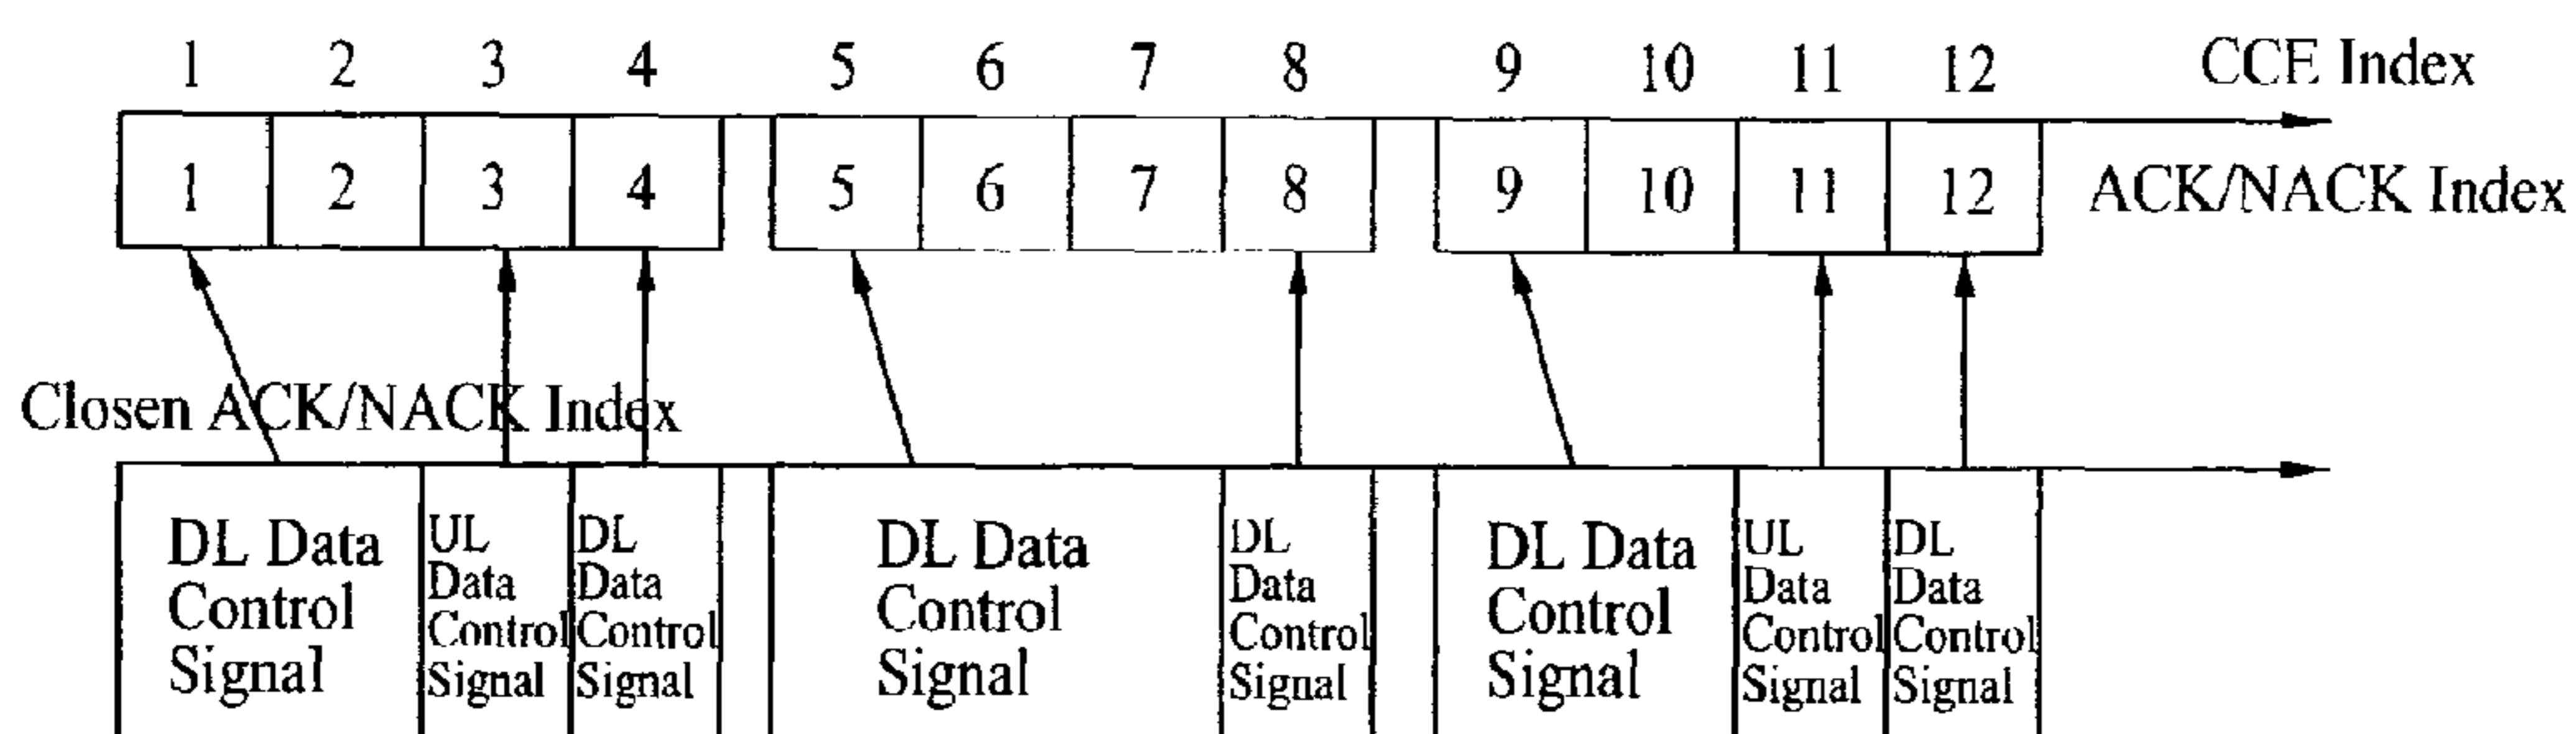 1 2 3 4 5 6 7 8 9 10 11 12 CCE Index
1 2 3 4 5 6 7 8 9 10 11 12 ACK/NACK Index
Closen ACK/NACK Index
DL Data
Control
Signal
UL
Data
Control
Signal
DL
Data
Control
Signal
DL Data
Control
Signal
DL
Data
Control
Signal
DL Data
Control
Signal
UL
Data
Control
Signal
DL
Data
Control
Signal